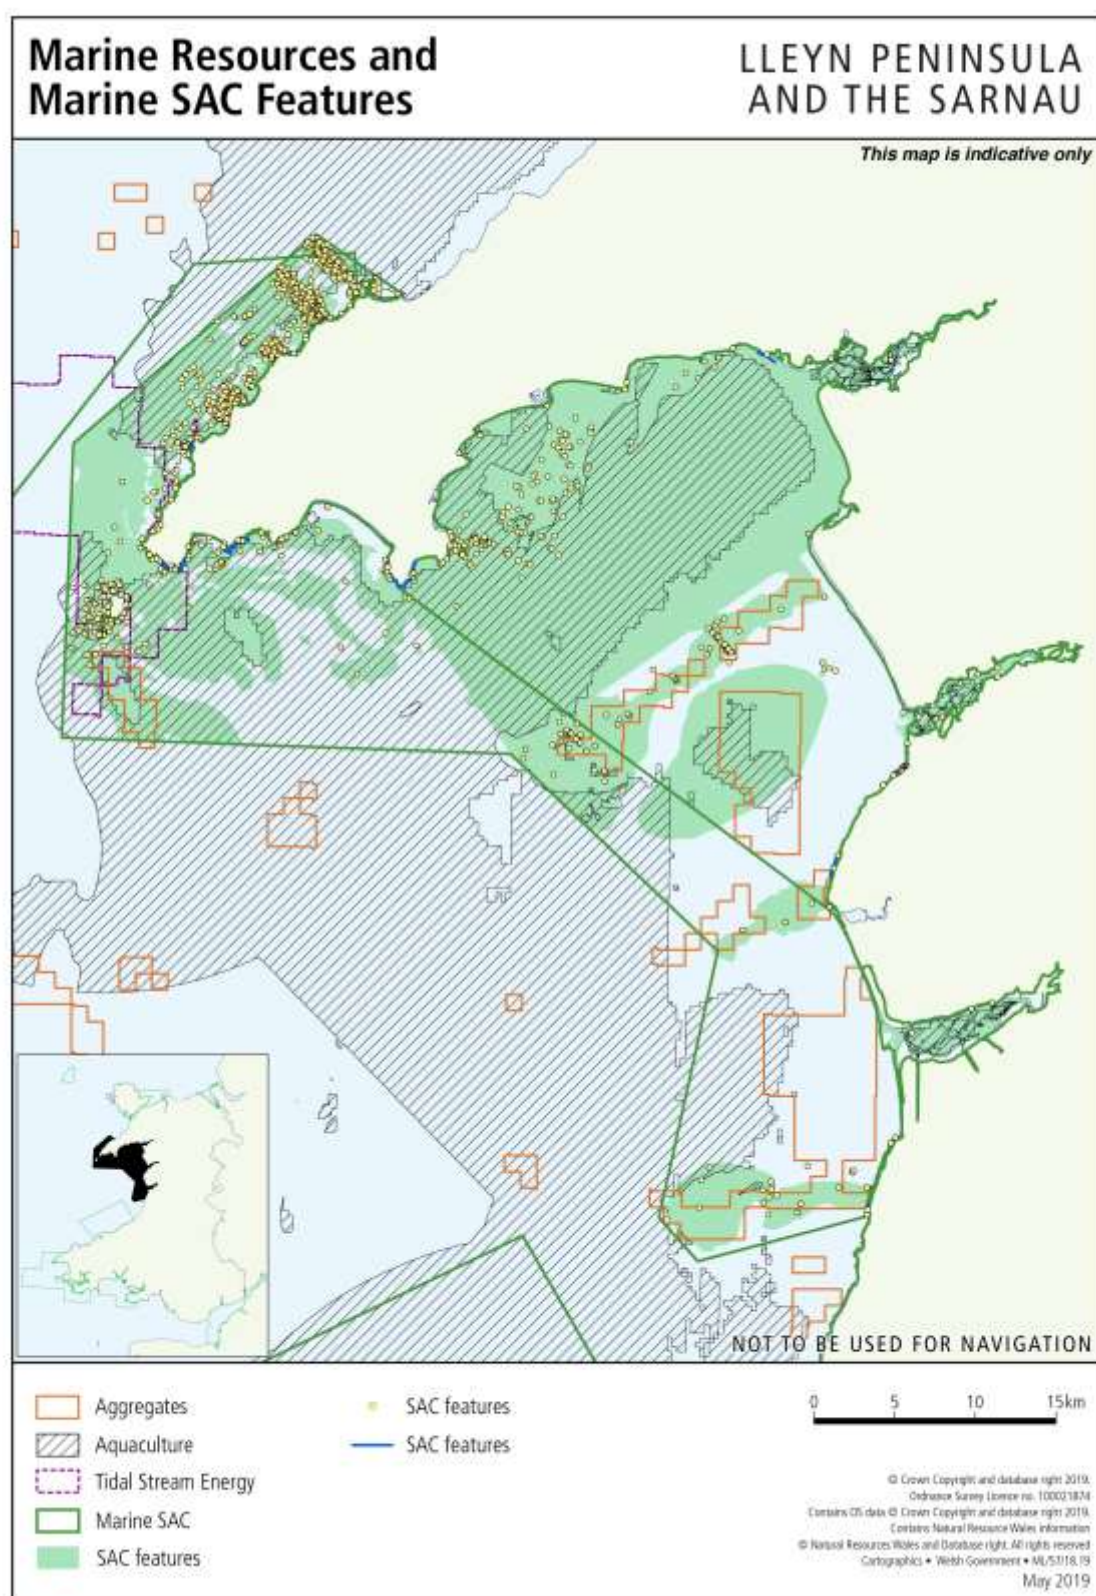 Marine Resources and
Marine SAC Features
LLEYN PENINSULA
AND THE SARNAU
This map is indicative only
NOT TO BE USED FOR NAVIGATION
Aggregates
Aquaculture
Tidal Stream Energy
Marine SAC
SAC features
SAC features
SAC features
0 5 10 15km
© Crown Copyright and database right 2019.
Ordnance Survey Licence no. 100021874
Contains OS data © Crown Copyright and database right 2019.
Contains Natural Resource Wales information
© Natural Resources Wales and Database right. All rights reserved
Cartographics • Welsh Government • ML/57/18.19
May 2019